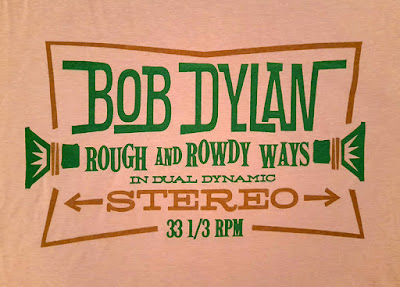 BOB DYLAN
ROUGH AND ROWDY WAYS
IN DUAL DYNAMIC
STEREO
33 1/3 RPM